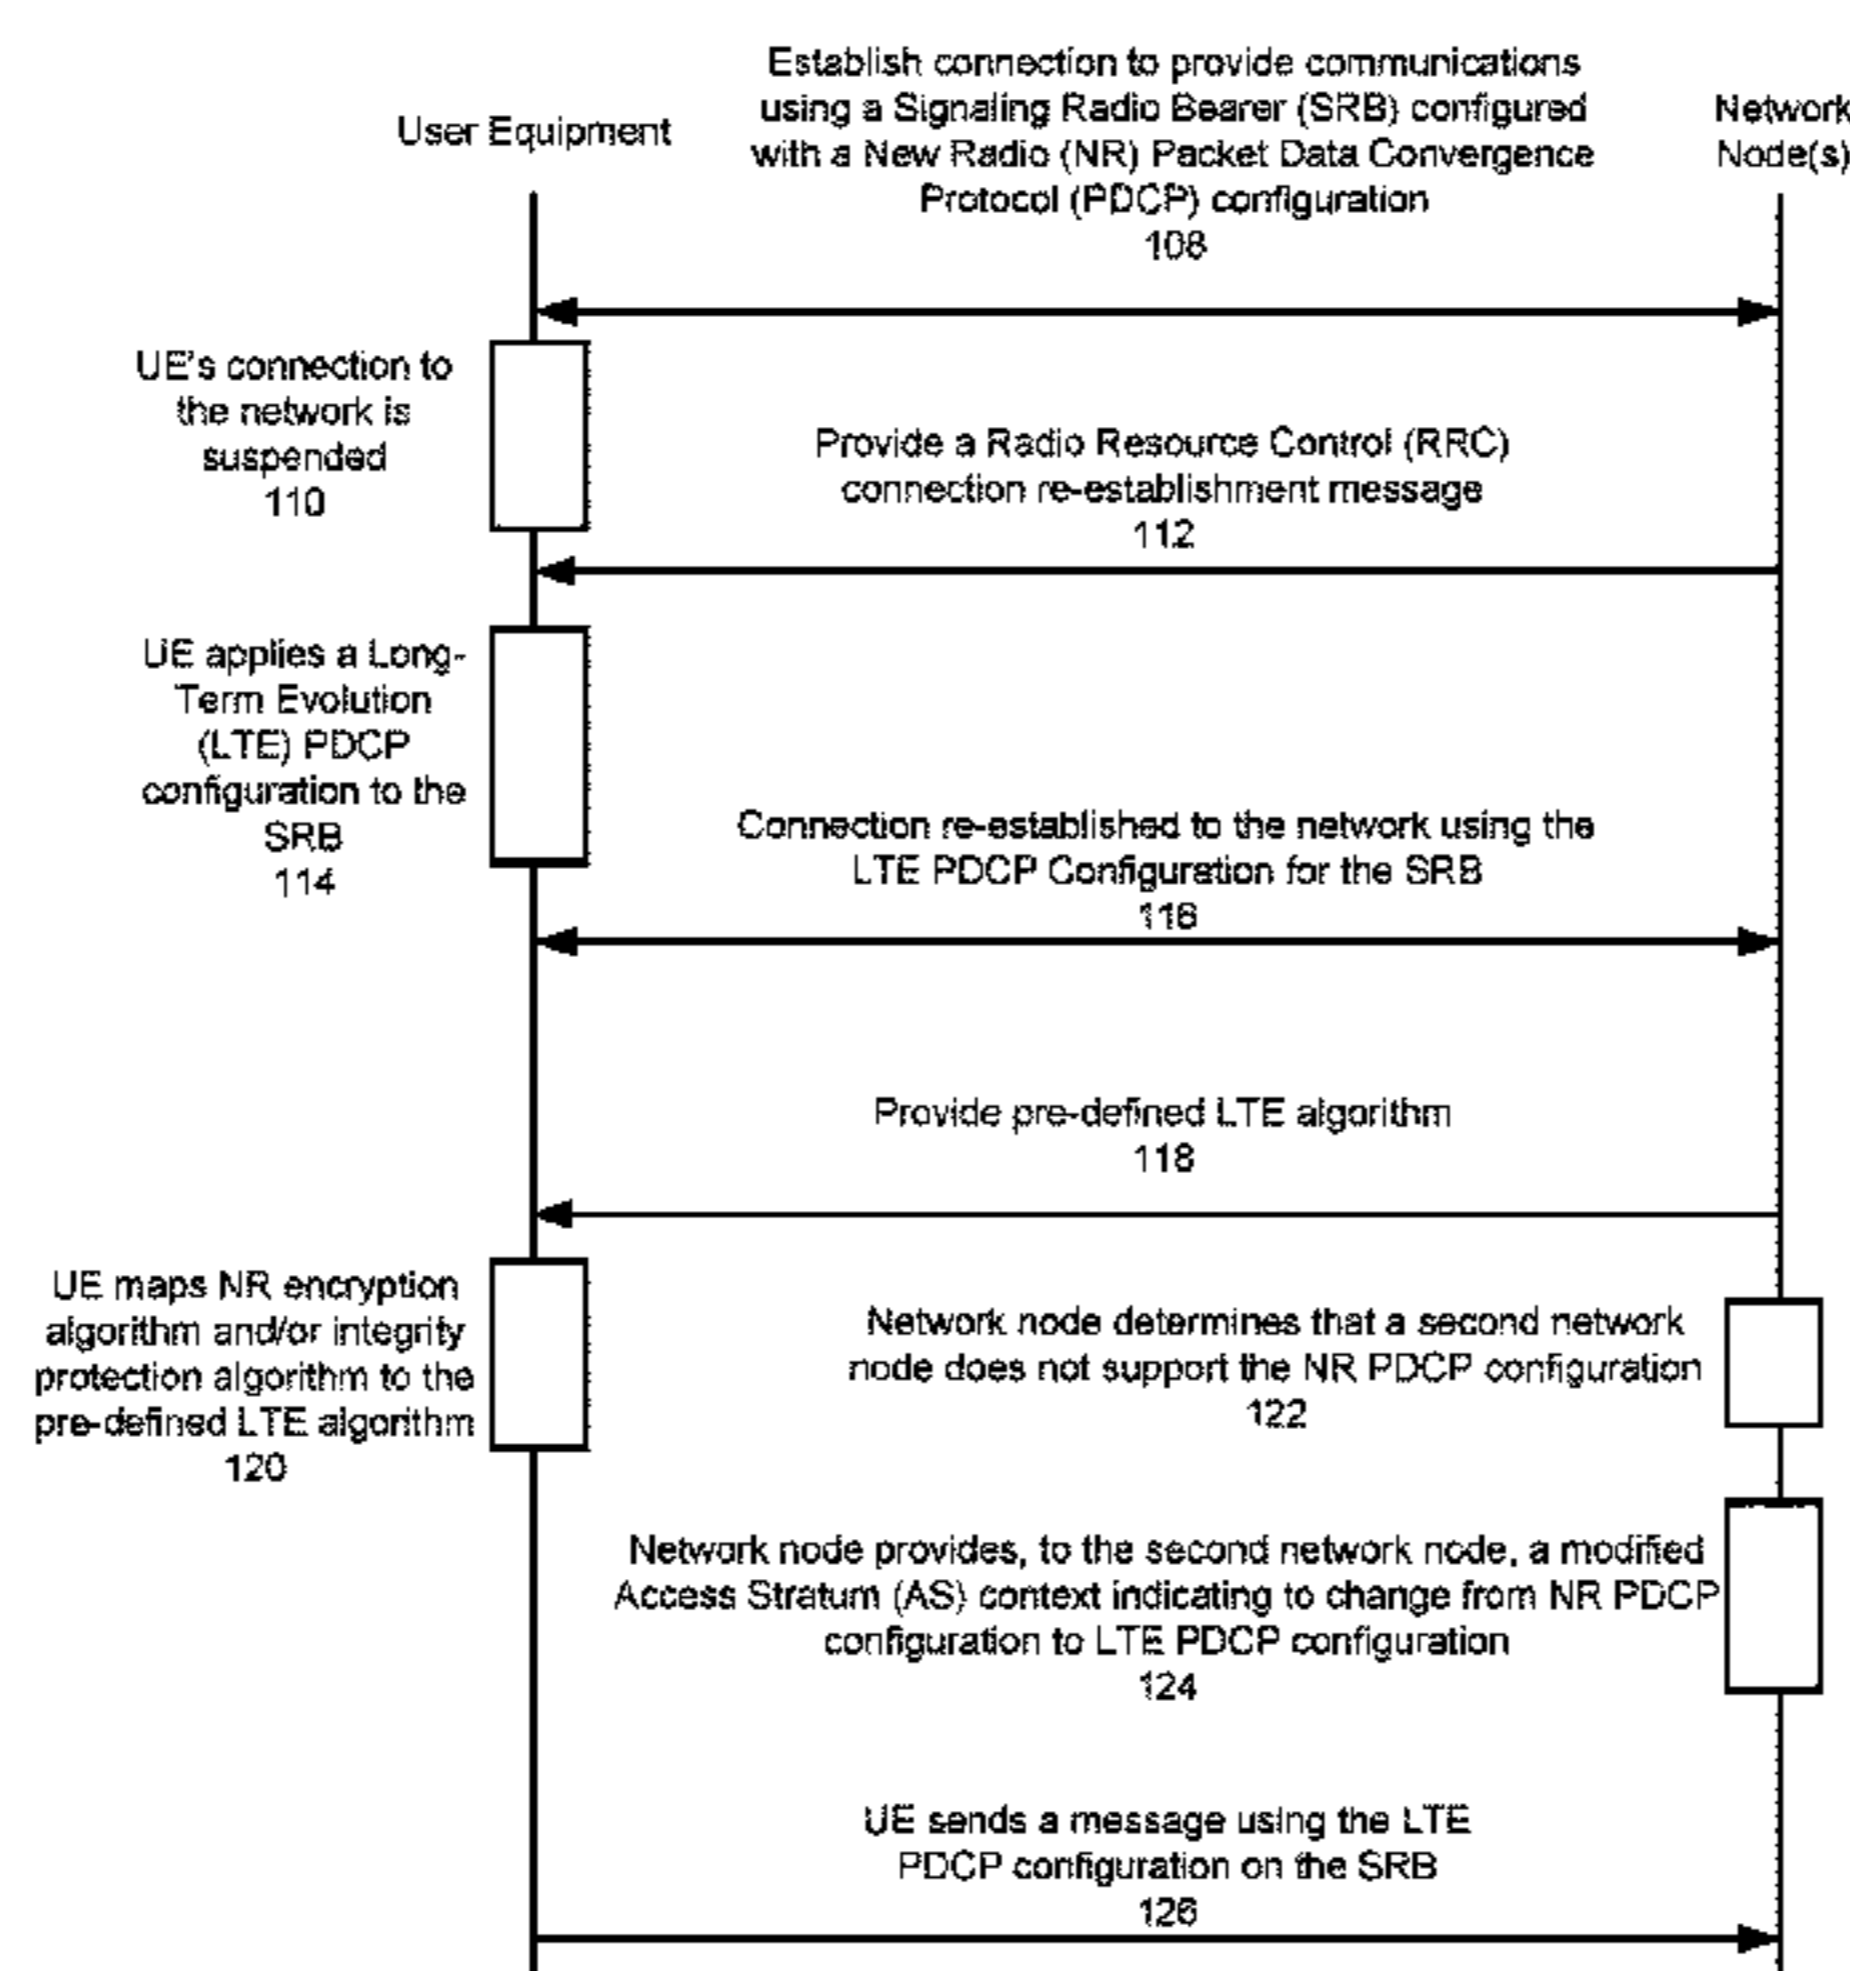 User Equipment
Establish connection to provide communications
using a Signaling Radio Bearer (SRB) configured
with a New Radio (NR) Packet Data Convergence
Protocol (PDCP) configuration
108
Network
Node(s)
UE's connection to
the network is
suspended
110
Provide a Radio Resource Control (RRC)
connection re-establishment message
112
UE applies a Long-
Term Evolution
(LTE) PDCP
configuration to the
SRB
114
Connection re-established to the network using the
LTE PDCP Configuration for the SRB
116
Provide pre-defined LTE algorithm
118
UE maps NR encryption
algorithm and/or integrity
protection algorithm to the
pre-defined LTE algorithm
120
Network node determines that a second network
node does not support the NR PDCP configuration
122
Network node provides, to the second network node, a modified
Access Stratum (AS) context indicating to change from NR PDCP
configuration to LTE PDCP configuration
124
UE sends a message using the LTE
PDCP configuration on the SRB
126